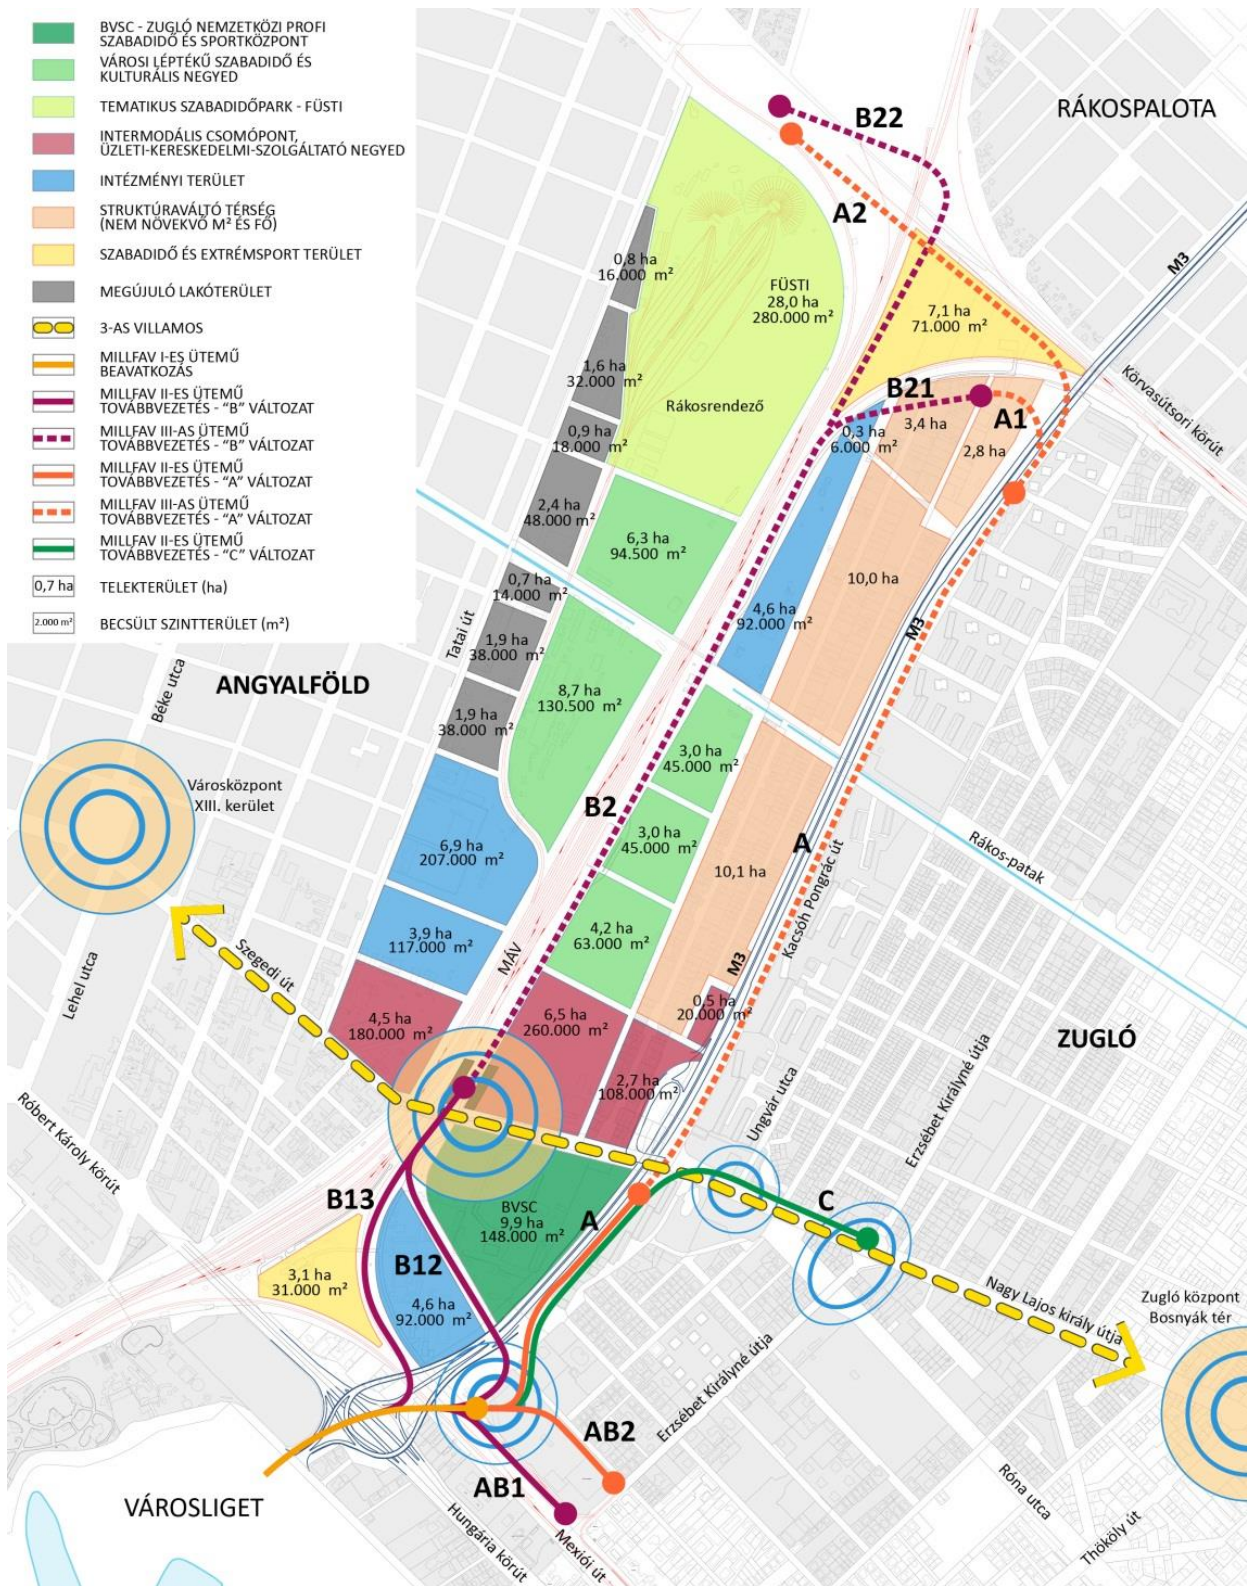 BVSC - ZUGLÓ NEMZETKÖZI PROFI
SZABADIDŐ ÉS SPORTKÖZPONT
VÁROSI LÉPTÉKŰ SZABADIDŐ ÉS
KULTURÁLIS NEGYED
TEMATIKUS SZABADIDŐPARK - FÜSTI
INTERMODÁLIS CSOMÓPONT,
ÜZLETI-KERESKEDELMI-SZOLGÁLTATÓ NEGYED
INTÉZMÉNYI TERÜLET
STRUKTÚRAVÁLTÓ TÉRSÉG
(NEM NÖVEKVŐ M² ÉS FŐ)
SZABADIDŐ ÉS EXTRÉMSPORT TERÜLET
MEGÚJULÓ LAKÓTERÜLET
3-AS VILLAMOS
MILLFAV I-ES ÜTEMŰ
BEAVATKOZÁS
MILLFAV II-ES ÜTEMŰ
TOVÁBBVEZETÉS - "B" VÁLTOZAT
MILLFAV III-AS ÜTEMŰ
TOVÁBBVEZETÉS - "B" VÁLTOZAT
MILLFAV II-ES ÜTEMŰ
TOVÁBBVEZETÉS - "A" VÁLTOZAT
MILLFAV III-AS ÜTEMŰ
TOVÁBBVEZETÉS - "A" VÁLTOZAT
MILLFAV II-ES ÜTEMŰ
TOVÁBBVEZETÉS - "C" VÁLTOZAT
0,7 ha TELEKTERÜLET (ha)
2.000 m² BECSÜLT SZINTTERÜLET (m²)
RÁKOSPALOTA
B22
A2
M3
0,8 ha
16.000 m²
FÜSTI
28,0 ha
280.000 m²
7,1 ha
71.000 m²
1,6 ha
32.000 m²
Rákosrendező
B21
Körvasútsori körút
A1
0,9 ha
18.000 m²
0,3 ha
6.000 m²
3,4 ha
2,8 ha
2,4 ha
48.000 m²
6,3 ha
94.500 m²
10,0 ha
0,7 ha
14.000 m²
4,6 ha
92.000 m²
M3
Tatai út
1,9 ha
38.000 m²
Béke utca
ANGYALFÖLD
8,7 ha
130.500 m²
1,9 ha
38.000 m²
3,0 ha
45.000 m²
Városközpont
XIII. kerület
B2
3,0 ha
45.000 m²
A
6,9 ha
207.000 m²
Rákos-patak
10,1 ha
Kacsóh Pongrác út
3,9 ha
117.000 m²
4,2 ha
63.000 m²
Szegedi út
MÁV
M3
Lehel utca
4,5 ha
180.000 m²
6,5 ha
260.000 m²
0,5 ha
20.000 m²
ZUGLÓ
2,7 ha
108.000 m²
Róbert Károly körút
Ungvár utca
Erzsébet Királyné útja
B13
BVSC
9,9 ha
148.000 m²
A
C
B12
3,1 ha
31.000 m²
4,6 ha
92.000 m²
Nagy Lajos király útja
Zugló központ
Bosnyák tér
Erzsébet Királyné útja
AB2
AB1
VÁROSLIGET
Hungária körút
Mexiói út
Róna utca
Thököly út